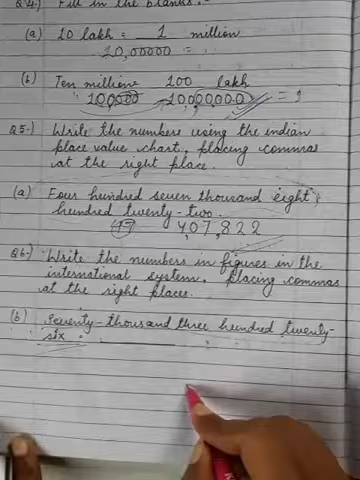 Q4.) Fill in the blanks.
(a) 10 lakh = 1 million
10,00000 =
(b) Ten million 100 lakh
Q5.) Write the numbers using the indian
place value chart, placing commas
at the right place.
(a) Four hundred seven thousand eight
hundred twenty-two.
4,07,822
Q6.) Write the numbers in figures in the
international system, placing commas
at the right places.
(b) Seventy-thousand three hundred twenty-
six.